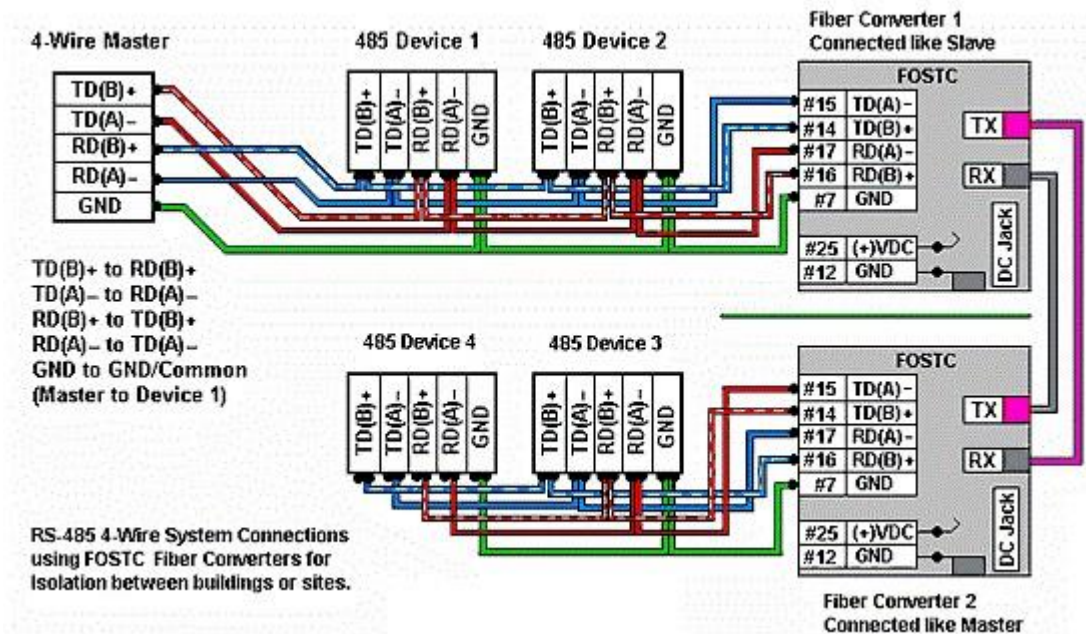 4-Wire Master
TD(B)+
TD(A)-
RD(B)+
RD(A)-
GND
TD(B)+ to RD(B)+
TD(A)- to RD(A)-
RD(B)+ to TD(B)+
RD(A)- to TD(A)-
GND to GND/Common
(Master to Device 1)
485 Device 1
TD(B)+
TD(A)-
RD(B)+
RD(A)-
GND
485 Device 2
TD(B)+
TD(A)-
RD(B)+
RD(A)-
GND
Fiber Converter 1
Connected like Slave
FOSTC
#15 TD(A)-
#14 TD(B)+
#17 RD(A)-
#16 RD(B)+
#7 GND
#25 (+)VDC
#12 GND
TX
RX
DC Jack
485 Device 4
TD(B)+
TD(A)-
RD(B)+
RD(A)-
GND
485 Device 3
TD(B)+
TD(A)-
RD(B)+
RD(A)-
GND
FOSTC
#15 TD(A)-
#14 TD(B)+
#17 RD(A)-
#16 RD(B)+
#7 GND
#25 (+)VDC
#12 GND
TX
RX
DC Jack
Fiber Converter 2
Connected like Master
RS-485 4-Wire System Connections
using FOSTC Fiber Converters for
Isolation between buildings or sites.